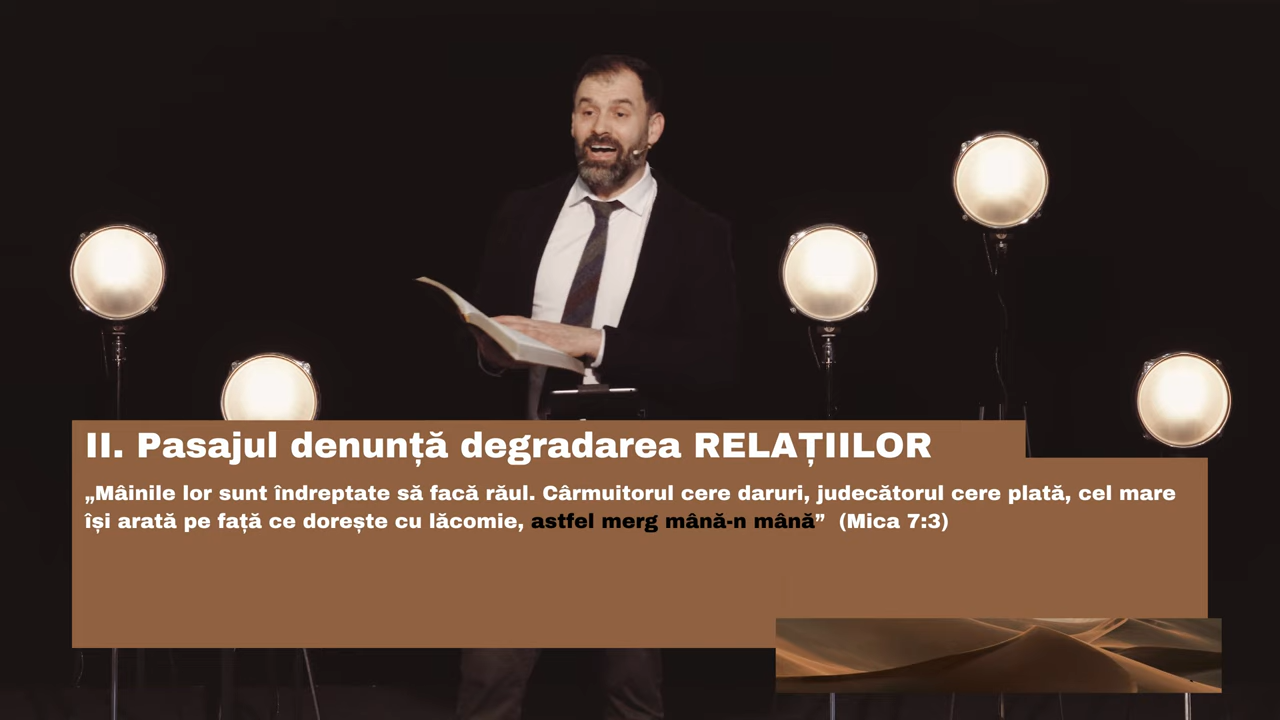 II. Pasajul denunță degradarea RELAȚIILOR
„Mâinile lor sunt îndreptate să facă răul. Cârmuitorul cere daruri, judecătorul cere plată, cel mare
își arată pe față ce dorește cu lăcomie, astfel merg mână-n mână” (Mica 7:3)